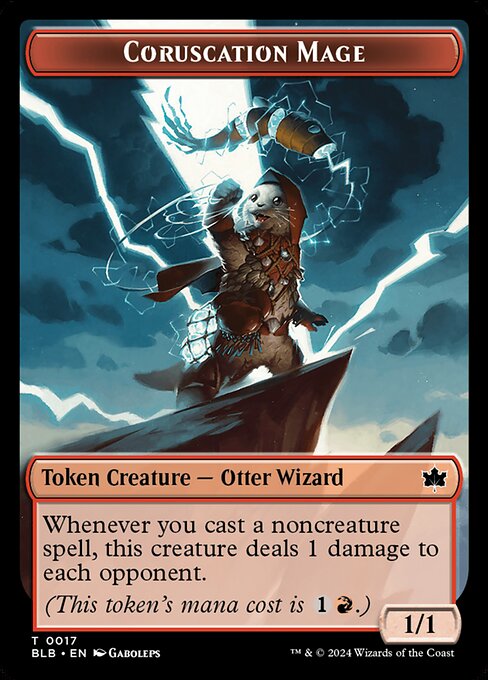 Coruscation Mage
Token Creature — Otter Wizard
Whenever you cast a noncreature
spell, this creature deals 1 damage to
each opponent.
(This token's mana cost is 1 .)
1/1
T 0017
BLB • EN Gaboleps
™ & © 2024 Wizards of the Coast